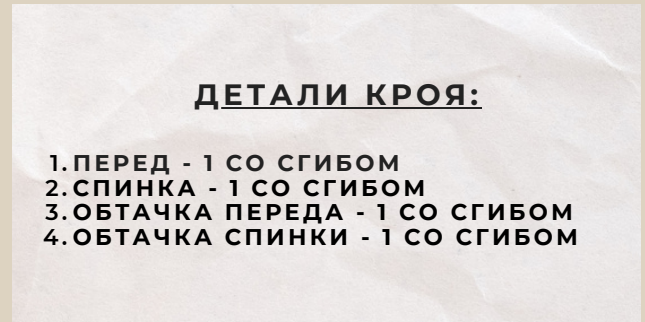 ДЕТАЛИ КРОЯ:
1. ПЕРЕД - 1 СО СГИБОМ
2. СПИНКА - 1 СО СГИБОМ
3. ОБТАЧКА ПЕРЕДА - 1 СО СГИБОМ
4. ОБТАЧКА СПИНКИ - 1 СО СГИБОМ